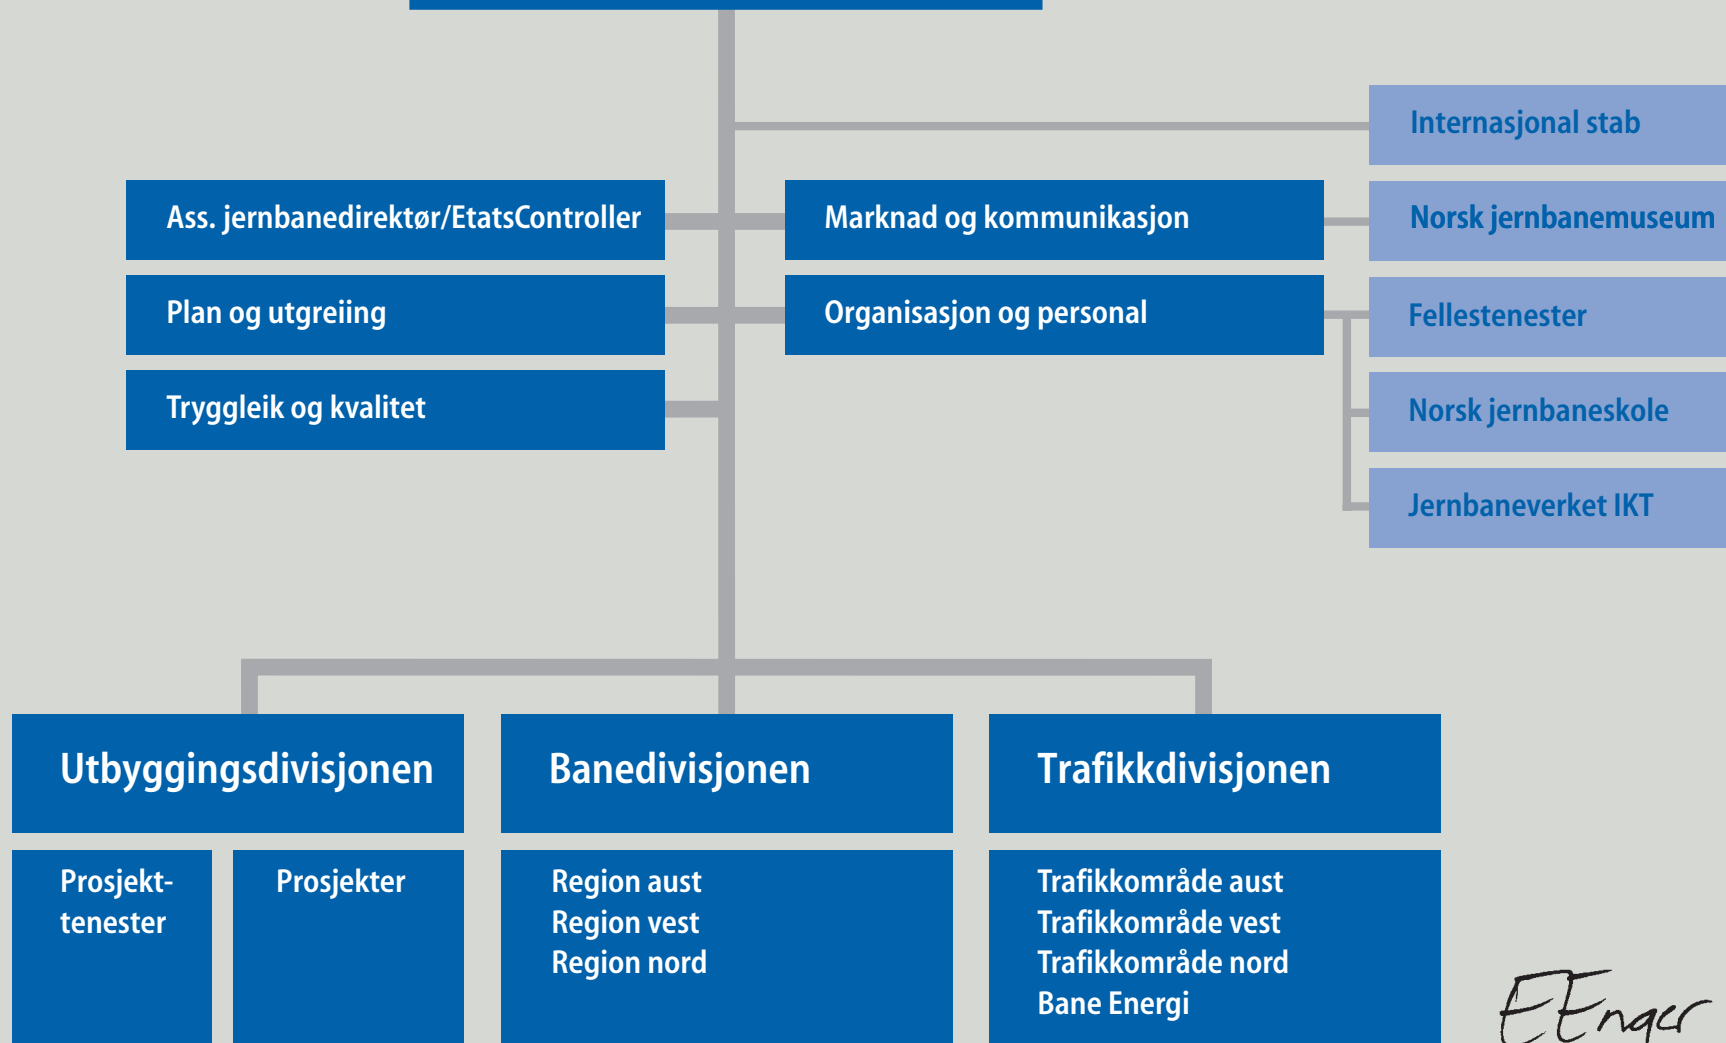 Internasjonal stab
Ass. jernbanedirektør/EtatsController
Marknad og kommunikasjon
Norsk jernbanemuseum
Plan og utgreiing
Organisasjon og personal
Fellestenester
Tryggleik og kvalitet
Norsk jernbaneskole
Jernbaneverket IKT
Utbyggingsdivisjonen
Banedivisjonen
Trafikkdivisjonen
Prosjekt-
tenester
Prosjekter
Region aust
Region vest
Region nord
Trafikkområde aust
Trafikkområde vest
Trafikkområde nord
Bane Energi
EEnger